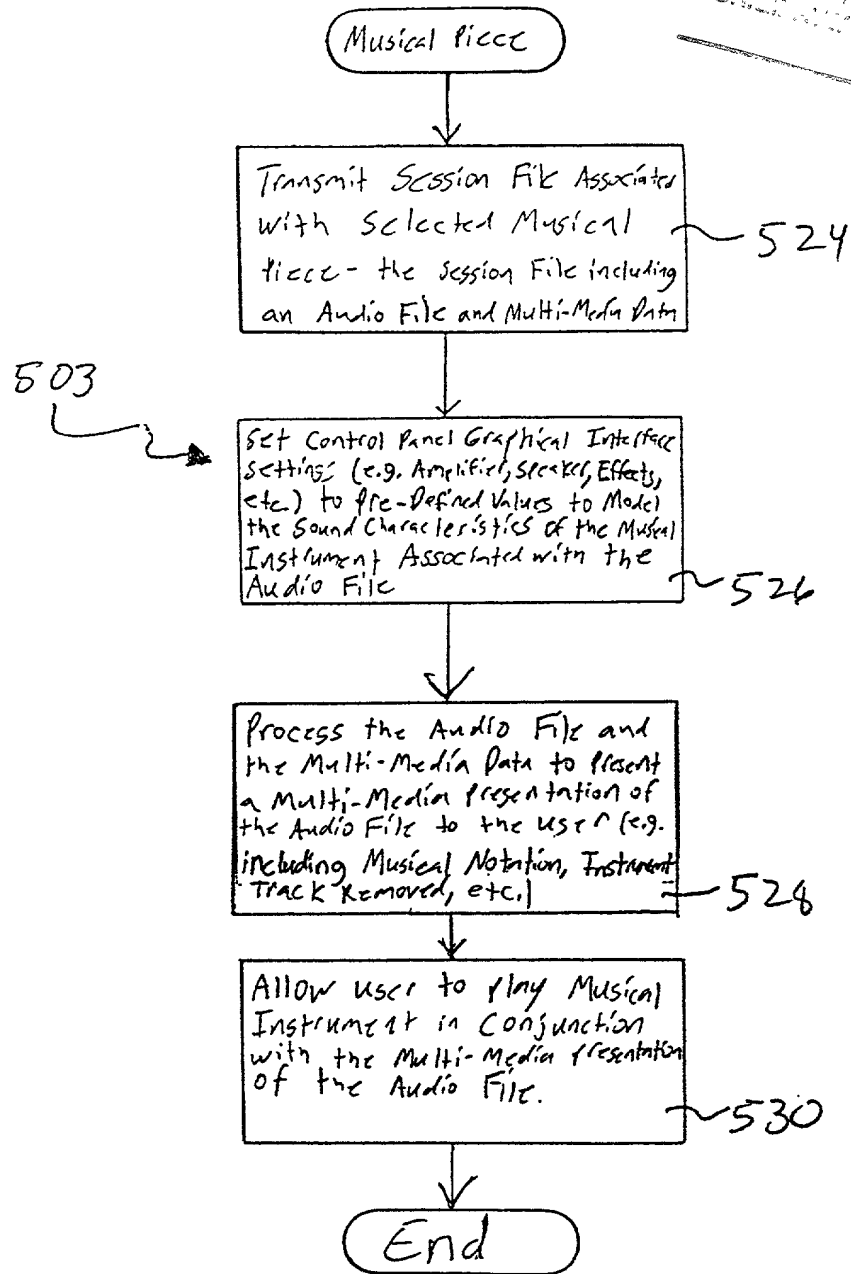 Musical Piece
Transmit Session File Associated
with Selected Musical
Piece - the Session File including
an Audio File and Multi-Media Data
524
503
Set Control Panel Graphical Interface
Settings (e.g. Amplifier, Speaker, Effects,
etc.) to Pre-Defined Values to Model
the Sound Characteristics of the Musical
Instrument Associated with the
Audio File
526
Process the Audio File and
the Multi-Media Data to Present
a Multi-Media Presentation of
the Audio File to the user (e.g.
including Musical Notation, Instrument
Track Removed, etc.)
528
Allow user to play Musical
Instrument in Conjunction
with the Multi-Media Presentation
of the Audio File.
530
End